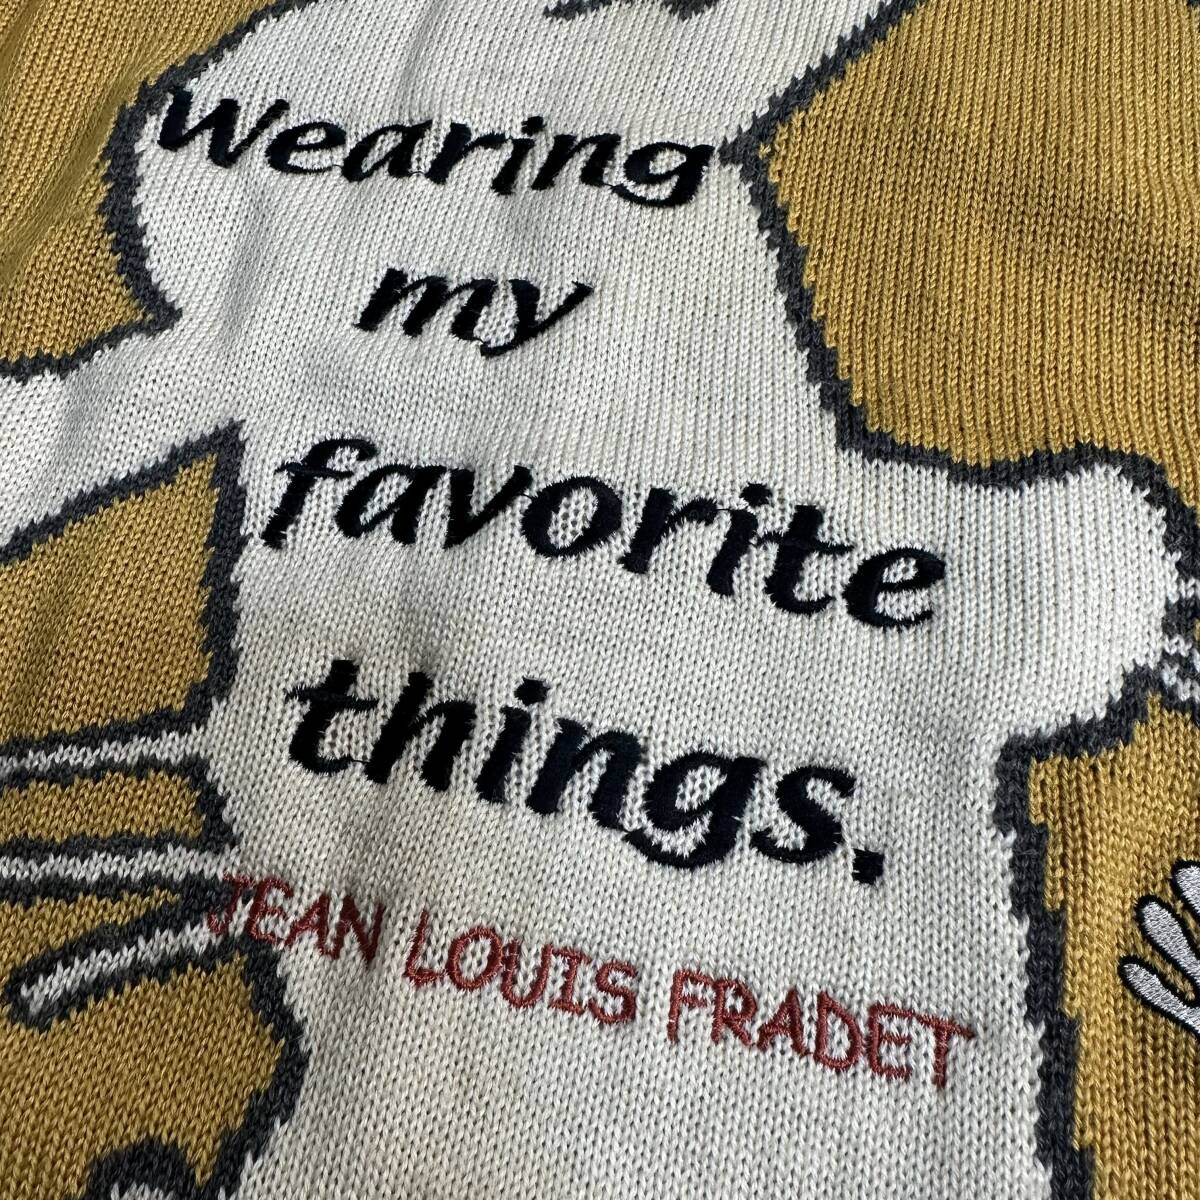 Wearing
my
favorite
things.
JEAN LOUIS FRADET